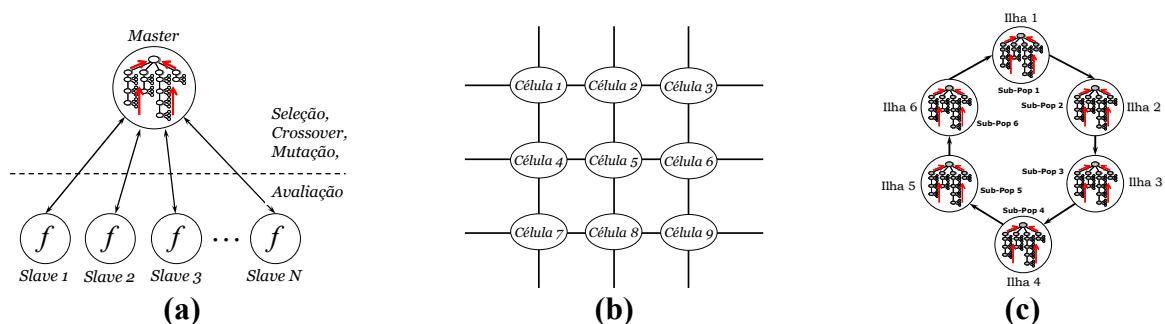 Master
Seleção,
Crossover,
Mutação,
Avaliação
f f f ... f
Slave 1 Slave 2 Slave 3 Slave N
(a)
Célula 1 Célula 2 Célula 3
Célula 4 Célula 5 Célula 6
Célula 7 Célula 8 Célula 9
(b)
Ilha 1
Sub-Pop 1
Ilha 6
Sub-Pop 2
Ilha 2
Sub-Pop 6
Sub-Pop 3
Ilha 5
Ilha 3
Sub-Pop 5
Sub-Pop 4
Ilha 4
(c)